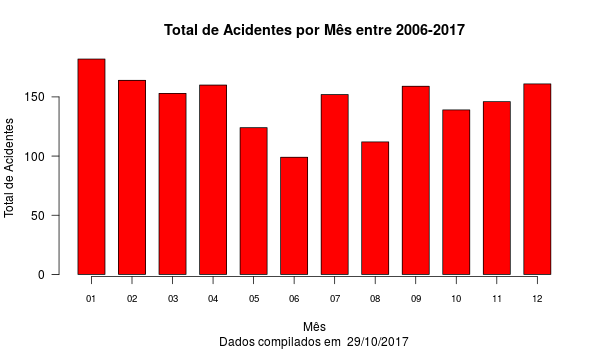 Total de Acidentes por Mês entre 2006-2017
Total de Acidentes
150
100
50
0
01 02 03 04 05 06 07 08 09 10 11 12
Mês
Dados compilados em  29/10/2017